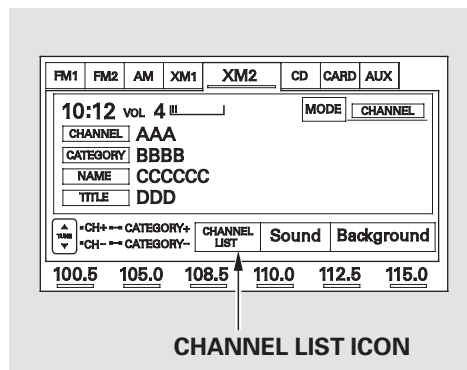 FM1 FM2 AM XM1 XM2 CD CARD AUX
10:12 VOL 4 MODE CHANNEL
CHANNEL AAA
CATEGORY BBBB
NAME CCCCCC
TITLE DDD
TUNE CH+ CATEGORY+ CHANNEL LIST Sound Background
CH− CATEGORY−
100.5 105.0 108.5 110.0 112.5 115.0
CHANNEL LIST ICON